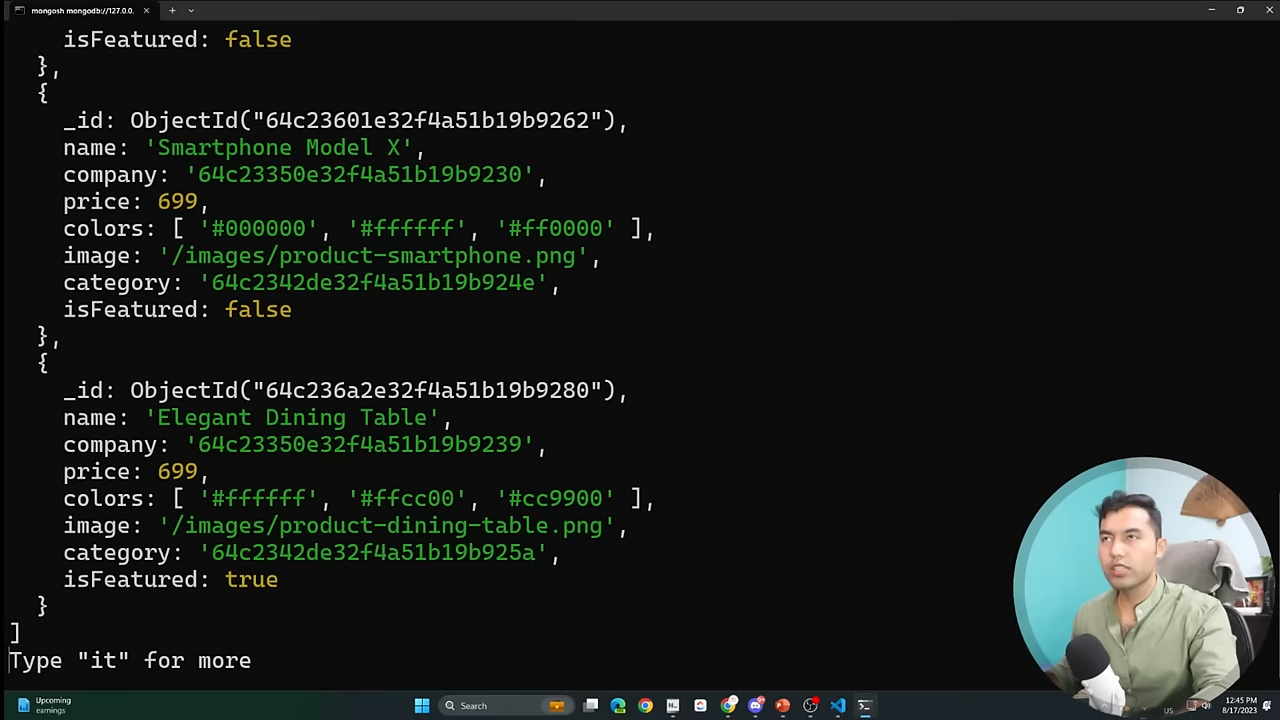 mongosh mongodb://127.0.0.
isFeatured: false
},
{
_id: ObjectId("64c23601e32f4a51b19b9262"),
name: 'Smartphone Model X',
company: '64c23350e32f4a51b19b9230',
price: 699,
colors: [ '#000000', '#ffffff', '#ff0000' ],
image: '/images/product-smartphone.png',
category: '64c2342de32f4a51b19b924e',
isFeatured: false
},
{
_id: ObjectId("64c236a2e32f4a51b19b9280"),
name: 'Elegant Dining Table',
company: '64c23350e32f4a51b19b9239',
price: 699,
colors: [ '#ffffff', '#ffcc00', '#cc9900' ],
image: '/images/product-dining-table.png',
category: '64c2342de32f4a51b19b925a',
isFeatured: true
}
]
Type "it" for more
Upcoming
earnings
Search
US
12:45 PM
8/17/2023